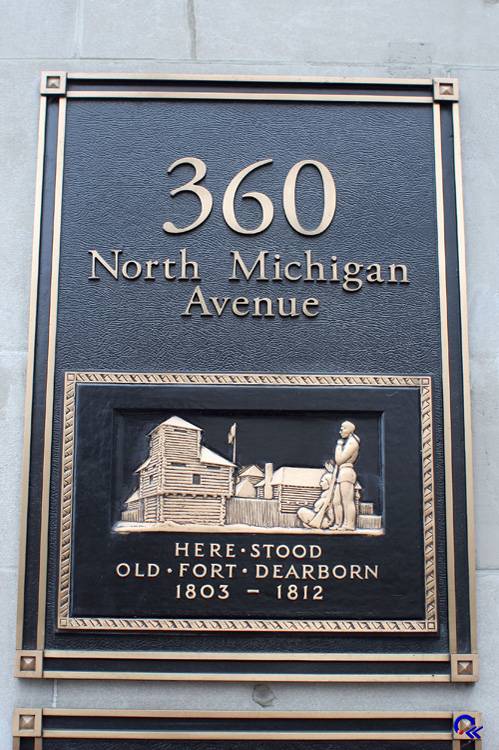 360
North Michigan
Avenue
HERE·STOOD
OLD·FORT·DEARBORN
1803 – 1812